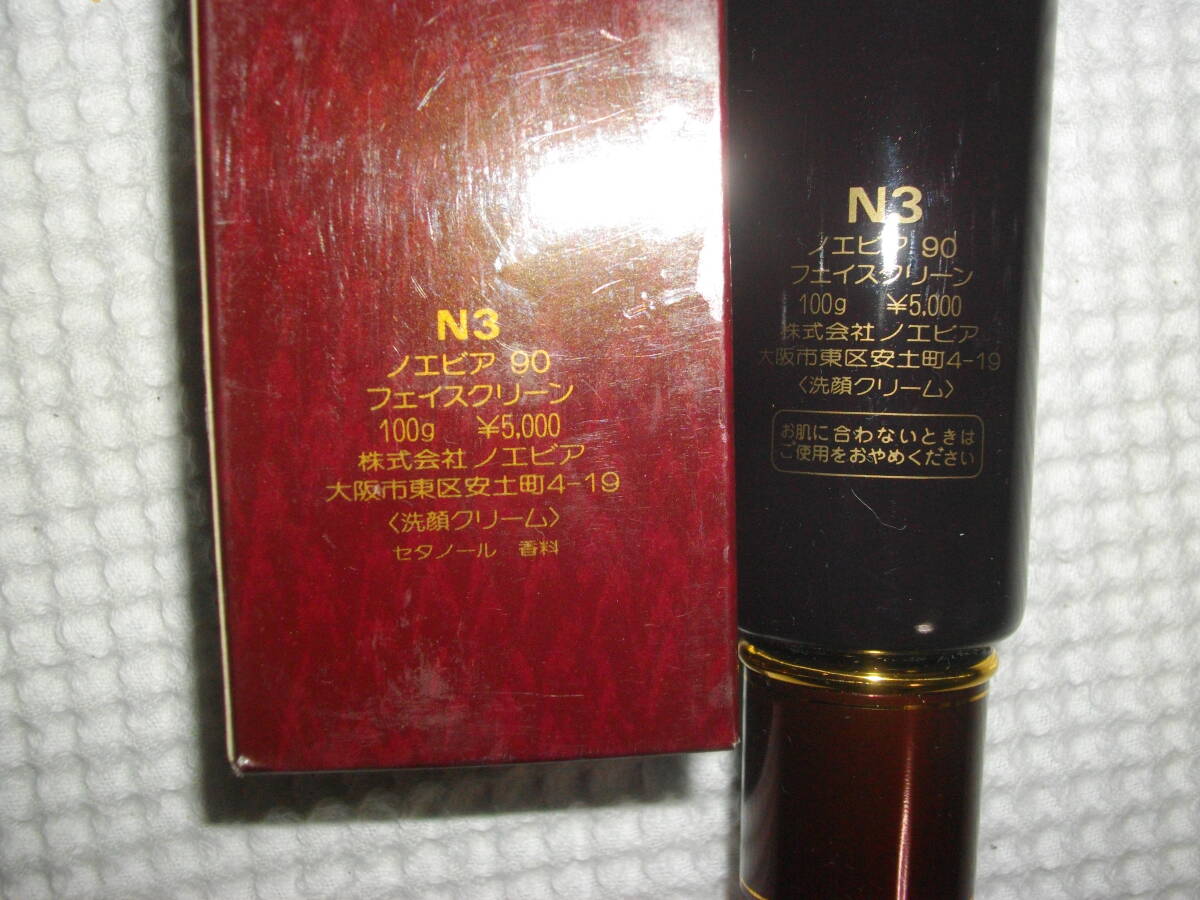 N3
ノエビア 90
フェイスクリーン
100g ¥5,000
株式会社 ノエビア
大阪市東区安土町4-19
〈洗顔クリーム〉
セタノール 香料
N3
ノエビア 90
フェイスクリーン
100g ¥5,000
株式会社 ノエビア
大阪市東区安土町4-19
〈洗顔クリーム〉
お肌に合わないときは
ご使用をおやめください